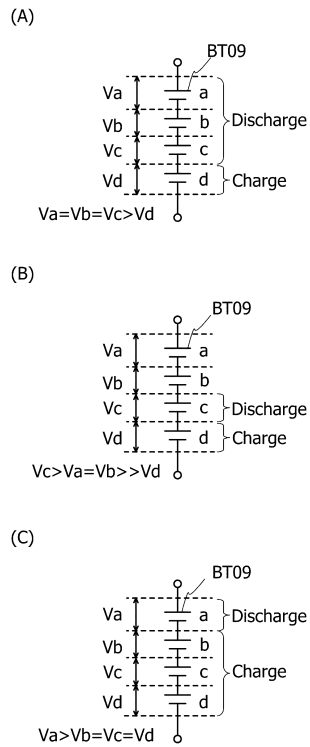 (A)
BT09
Va a
Vb b Discharge
Vc c
Vd d Charge
Va=Vb=Vc>Vd
(B)
BT09
Va a
Vb b
Vc c Discharge
Vd d Charge
Vc>Va=Vb>>Vd
(C)
BT09
Va a Discharge
Vb b
Vc c Charge
Vd d
Va>Vb=Vc=Vd